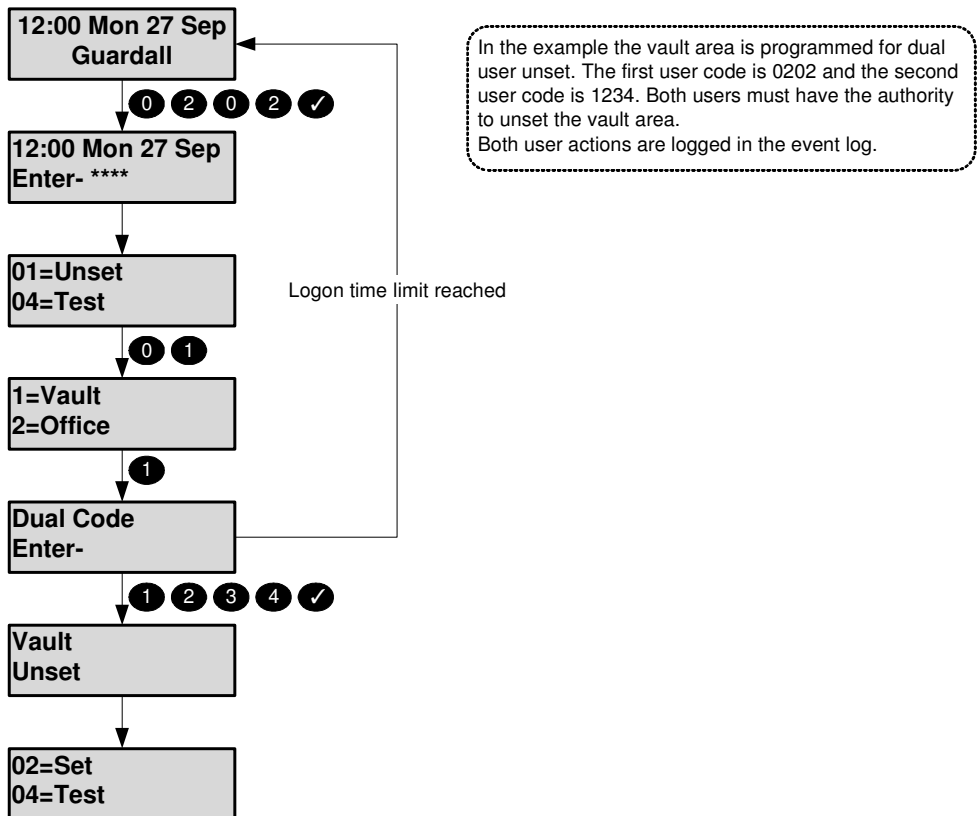 12:00 Mon 27 Sep
Guardall
0 2 0 2 ✓
12:00 Mon 27 Sep
Enter- ****
01=Unset
04=Test
0 1
1=Vault
2=Office
1
Dual Code
Enter-
1 2 3 4 ✓
Vault
Unset
02=Set
04=Test
Logon time limit reached
In the example the vault area is programmed for dual
user unset. The first user code is 0202 and the second
user code is 1234. Both users must have the authority
to unset the vault area.
Both user actions are logged in the event log.